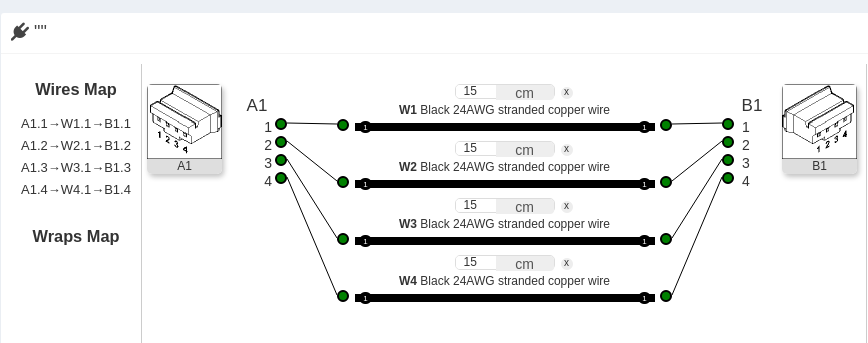 ""
Wires Map
A1.1→W1.1→B1.1
A1.2→W2.1→B1.2
A1.3→W3.1→B1.3
A1.4→W4.1→B1.4
Wraps Map
1 2 3 4
A1
A1
1
2
3
4
15 cm x
W1 Black 24AWG stranded copper wire
1 1
15 cm x
W2 Black 24AWG stranded copper wire
1 1
15 cm x
W3 Black 24AWG stranded copper wire
1 1
15 cm x
W4 Black 24AWG stranded copper wire
1 1
B1
1
2
3
4
1 2 3 4
B1